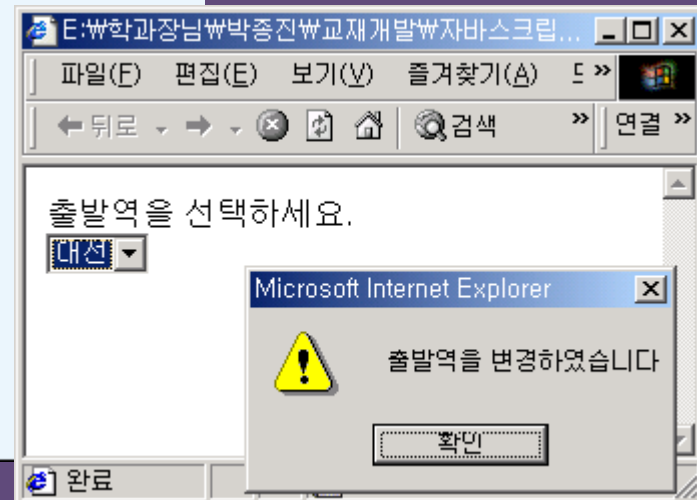 E:₩학과장님₩박종진₩교재개발₩자바스크립...
파일(F) 편집(E) 보기(V) 즐겨찾기(A) 도 »
뒤로 검색 » 연결 »
출발역을 선택하세요.
대전
Microsoft Internet Explorer
출발역을 변경하였습니다
확인
완료